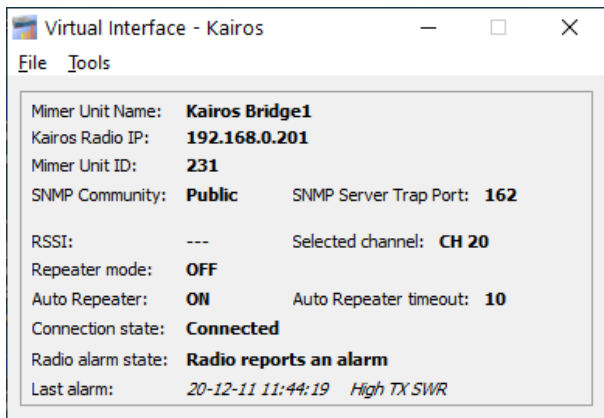 Virtual Interface - Kairos
File Tools
Mimer Unit Name: Kairos Bridge1
Kairos Radio IP: 192.168.0.201
Mimer Unit ID: 231
SNMP Community: Public SNMP Server Trap Port: 162
RSSI: --- Selected channel: CH 20
Repeater mode: OFF
Auto Repeater: ON Auto Repeater timeout: 10
Connection state: Connected
Radio alarm state: Radio reports an alarm
Last alarm: 20-12-11 11:44:19 High TX SWR